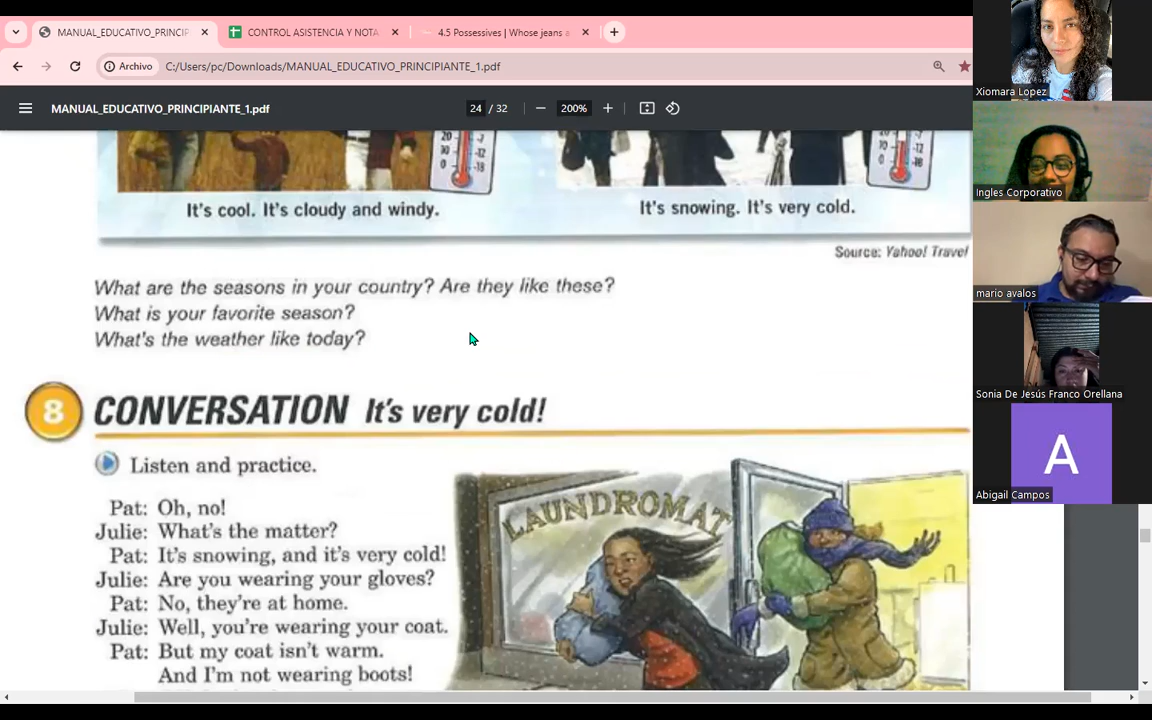 MANUAL_EDUCATIVO_PRINCIP
CONTROL ASISTENCIA Y NOTA
4.5 Possessives | Whose jeans a
Archivo
C:/Users/pc/Downloads/MANUAL_EDUCATIVO_PRINCIPIANTE_1.pdf
MANUAL_EDUCATIVO_PRINCIPIANTE_1.pdf
24 / 32
200%
It's cool. It's cloudy and windy.
It's snowing. It's very cold.
Source: Yahoo! Travel
What are the seasons in your country? Are they like these?
What is your favorite season?
What's the weather like today?
8 CONVERSATION It's very cold!
Listen and practice.
Pat: Oh, no!
Julie: What's the matter?
Pat: It's snowing, and it's very cold!
Julie: Are you wearing your gloves?
Pat: No, they're at home.
Julie: Well, you're wearing your coat.
Pat: But my coat isn't warm.
And I'm not wearing boots!
LAUNDROMAT
Xiomara Lopez
Ingles Corporativo
mario avalos
Sonia De Jesús Franco Orellana
A
Abigail Campos